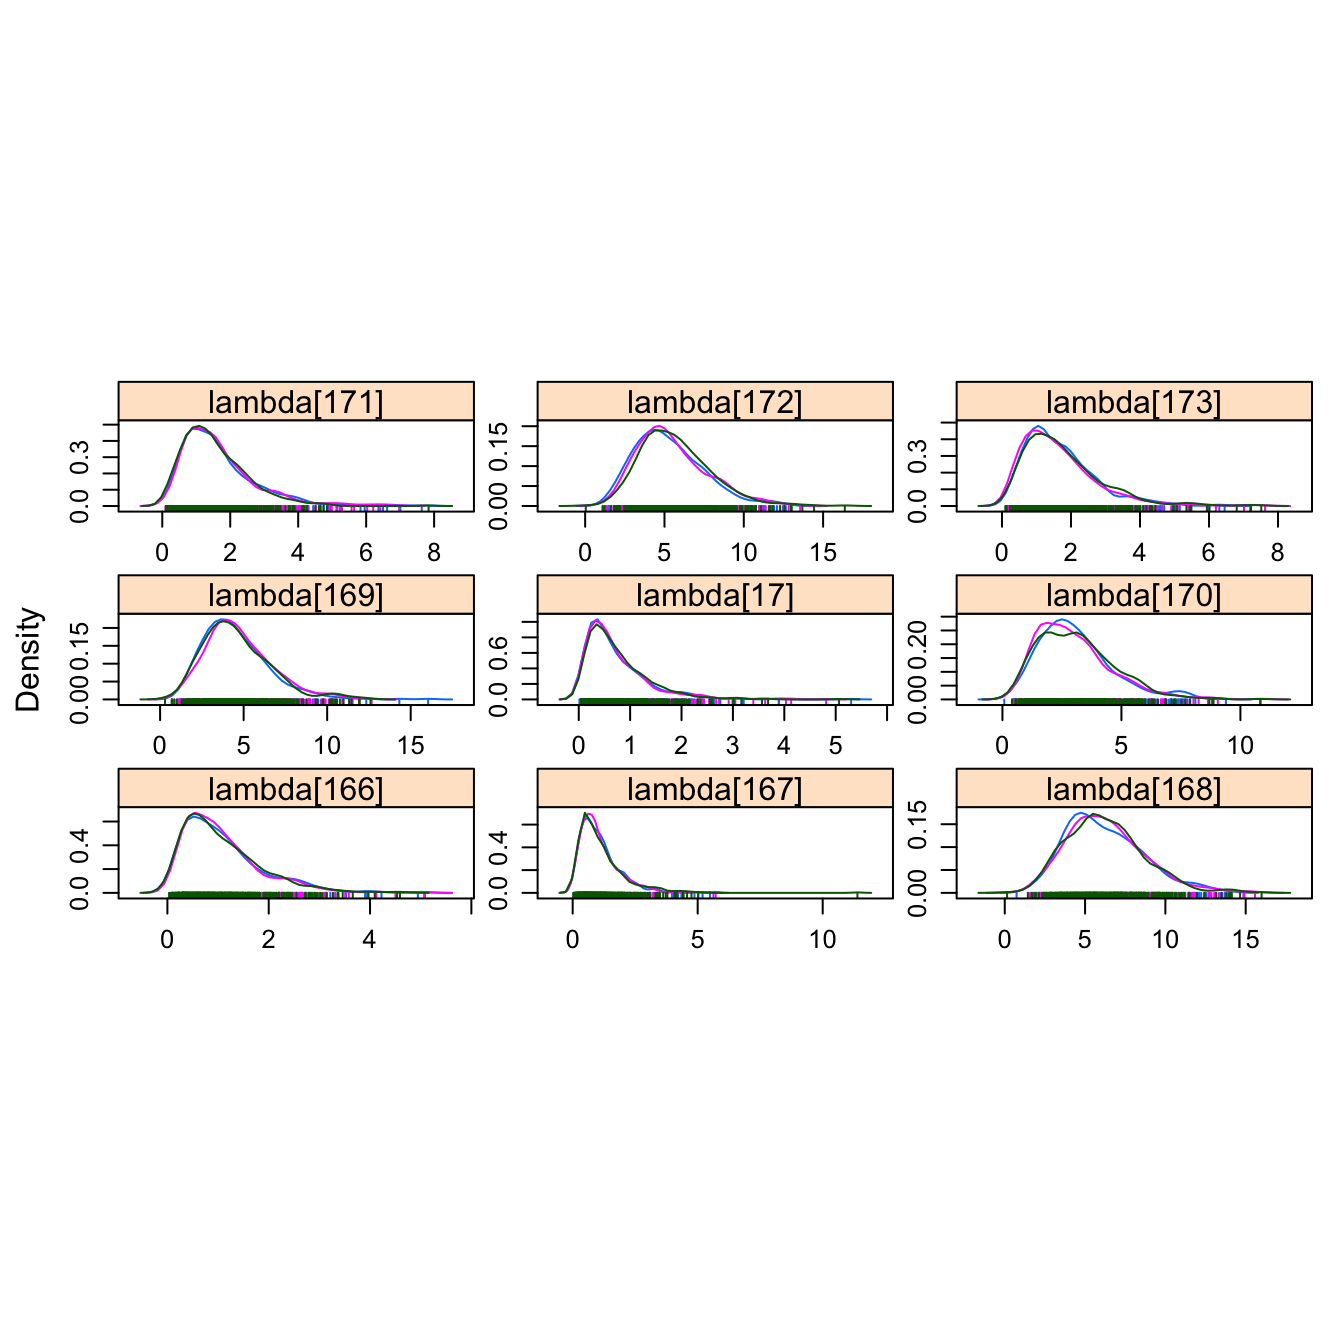 Density
lambda[171] lambda[172] lambda[173]
0.0 0.3
0.00 0.15
0.0 0.3
0 2 4 6 8
0 5 10 15
0 2 4 6 8
lambda[169] lambda[17] lambda[170]
0.00 0.15
0.0 0.6
0.00 0.20
0 5 10 15
0 1 2 3 4 5
0 5 10
lambda[166] lambda[167] lambda[168]
0.0 0.4
0.0 0.4
0.00 0.15
0 2 4
0 5 10
0 5 10 15